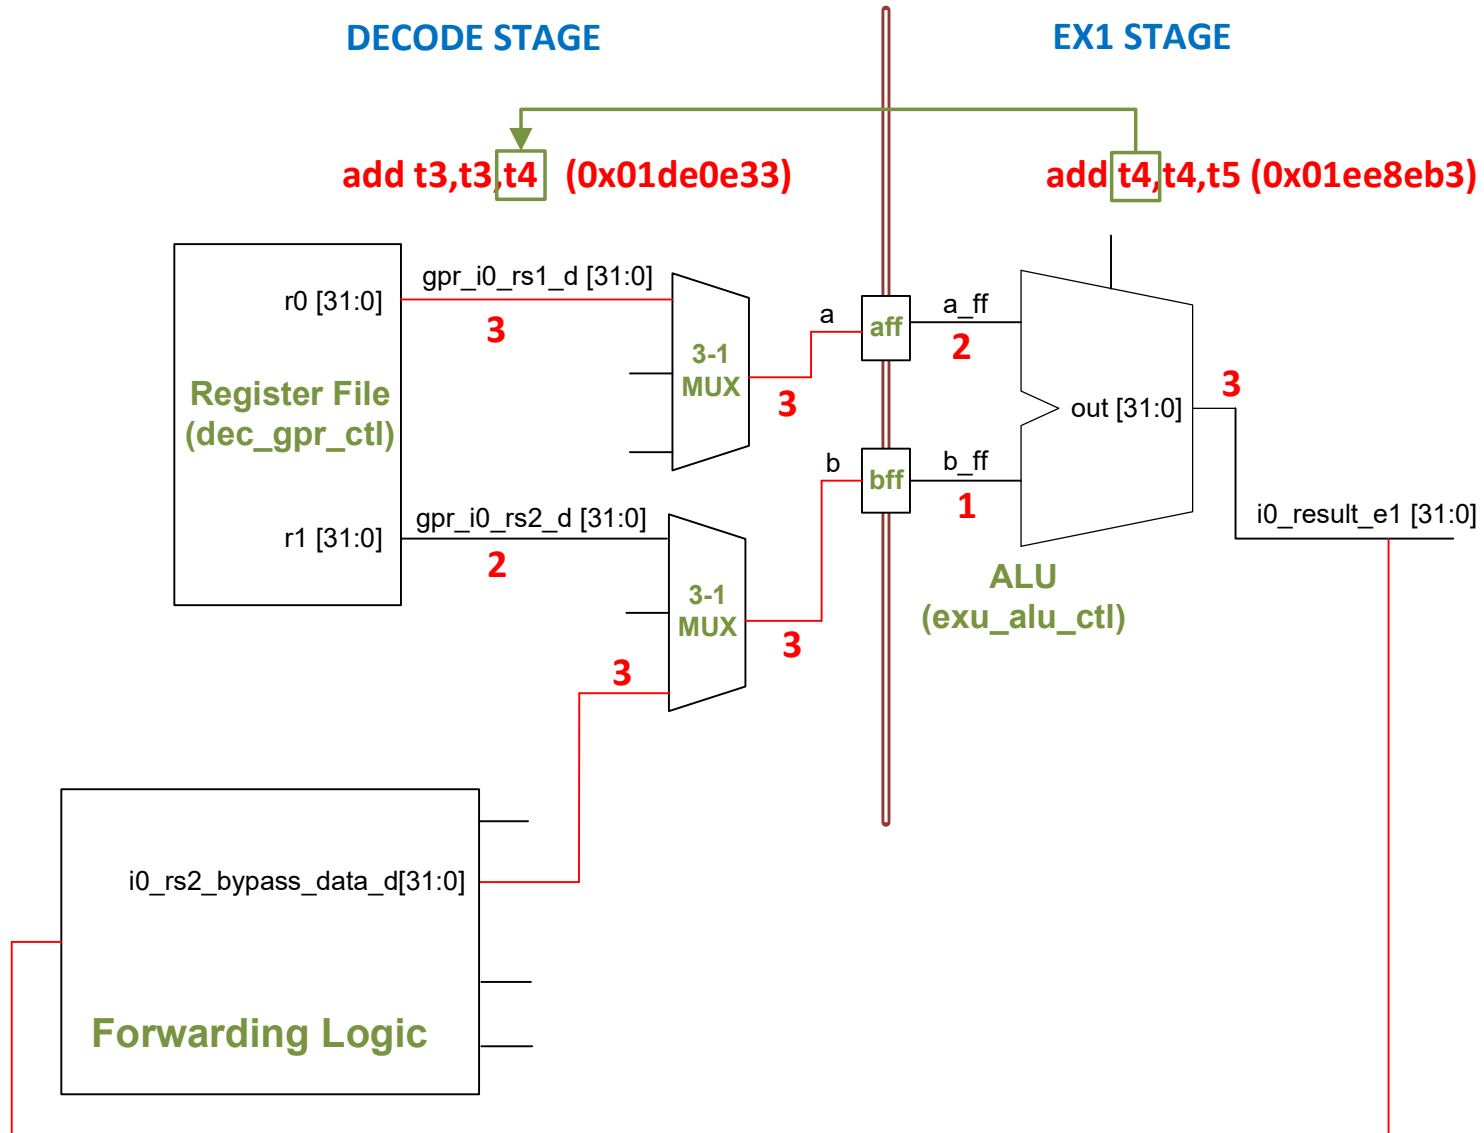 DECODE STAGE
EX1 STAGE
add t3,t3,t4 (0x01de0e33)
add t4,t4,t5 (0x01ee8eb3)
gpr_i0_rs1_d [31:0]
r0 [31:0]
3
a
aff
a_ff
2
3-1
MUX
3
Register File
(dec_gpr_ctl)
3
out [31:0]
b
bff
b_ff
1
gpr_i0_rs2_d [31:0]
r1 [31:0]
2
i0_result_e1 [31:0]
3-1
MUX
3
ALU
(exu_alu_ctl)
3
i0_rs2_bypass_data_d[31:0]
Forwarding Logic